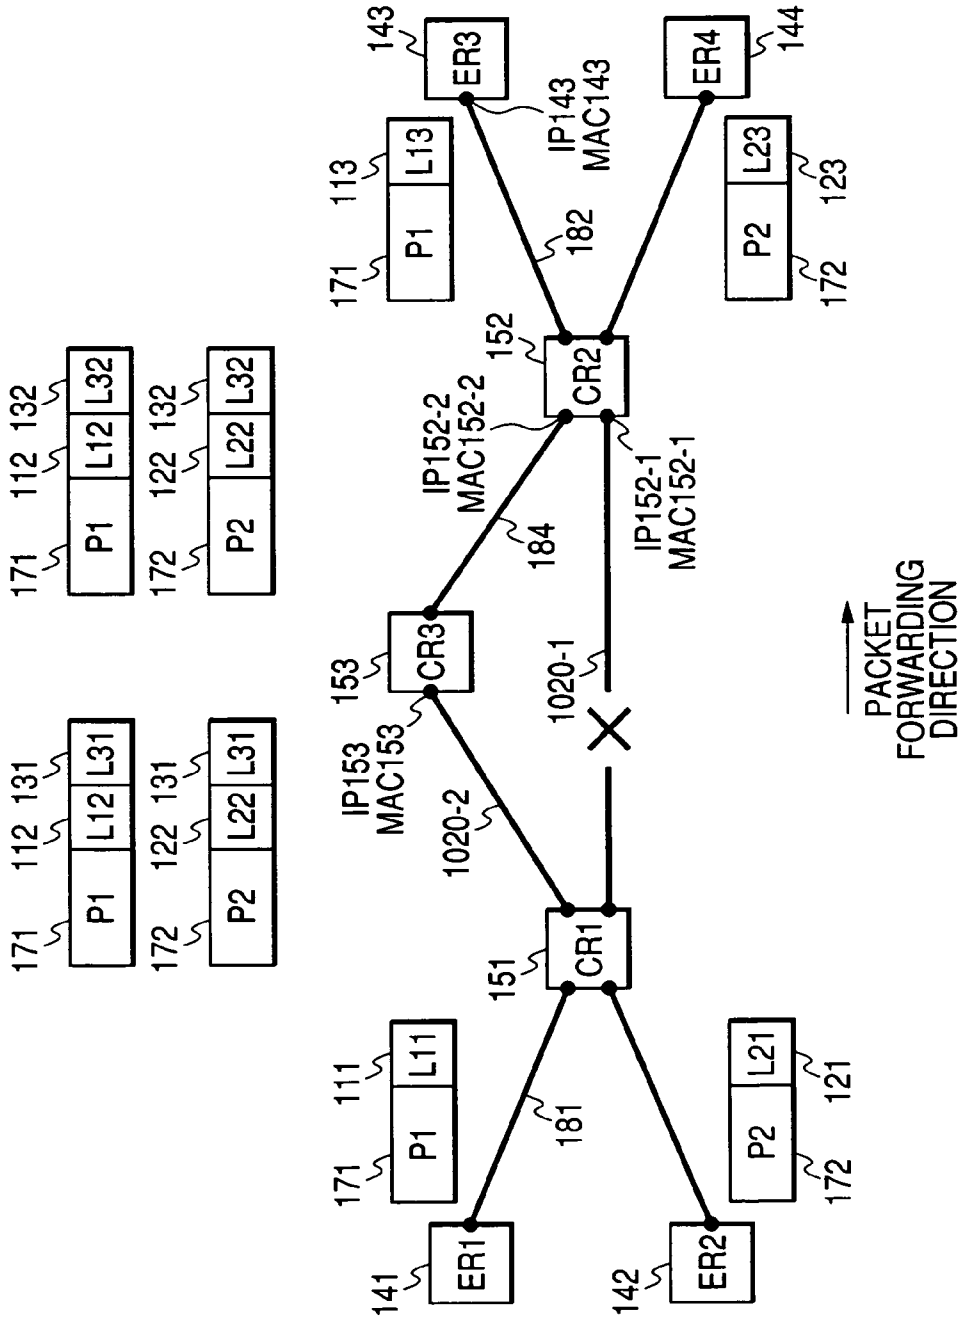 171 112 131
P1 L12 L31
172 122 131
P2 L22 L31
171 112 132
P1 L12 L32
172 122 132
P2 L22 L32
141
ER1
171 111
P1 L11
181
142
ER2
P2 L21
172 121
151
CR1
1020-2
IP153
MAC153
153
CR3
184
1020-1
IP152-2
MAC152-2
152
CR2
IP152-1
MAC152-1
182
171 113
P1 L13
143
ER3
IP143
MAC143
P2 L23
172 123
ER4
144
PACKET
FORWARDING
DIRECTION